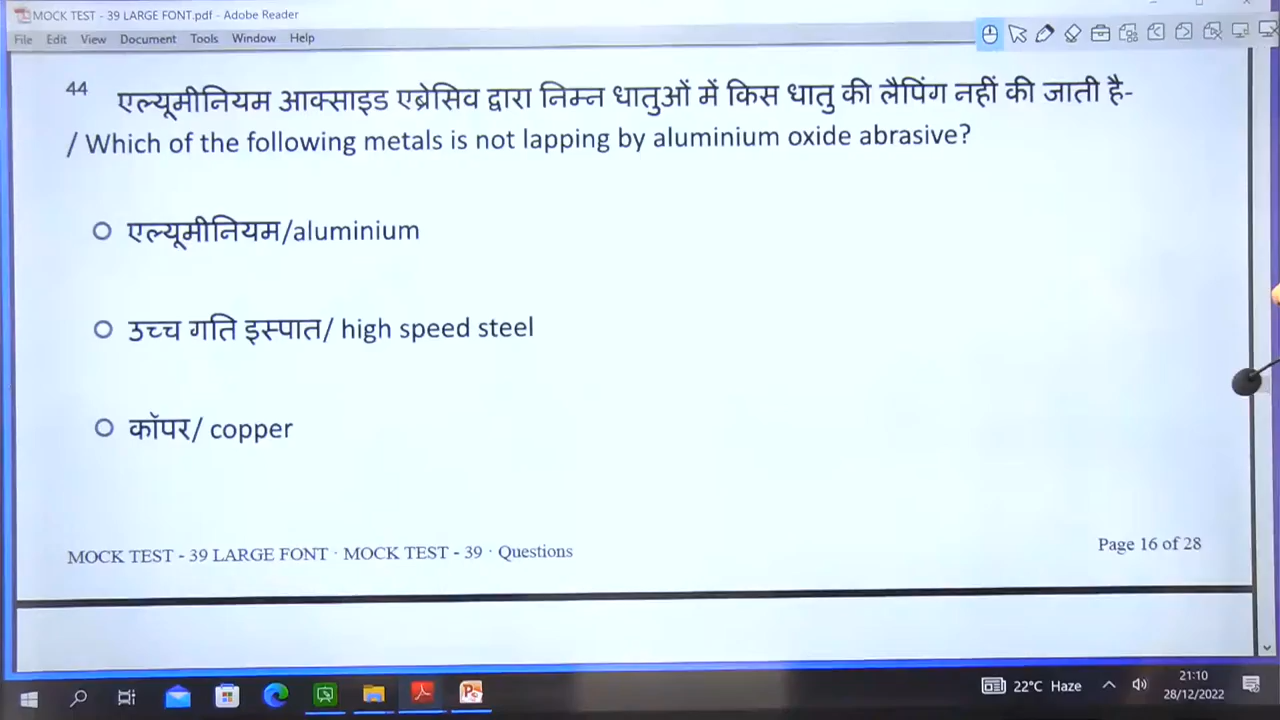 MOCK TEST - 39 LARGE FONT.pdf - Adobe Reader
File Edit View Document Tools Window Help
44 एल्यूमीनियम आक्साइड एब्रेसिव द्वारा निम्न धातुओं में किस धातु की लैपिंग नहीं की जाती है-
/ Which of the following metals is not lapping by aluminium oxide abrasive?
एल्यूमीनियम/aluminium
उच्च गति इस्पात/ high speed steel
कॉपर/ copper
MOCK TEST - 39 LARGE FONT · MOCK TEST - 39 · Questions
Page 16 of 28
22°C Haze
21:10
28/12/2022